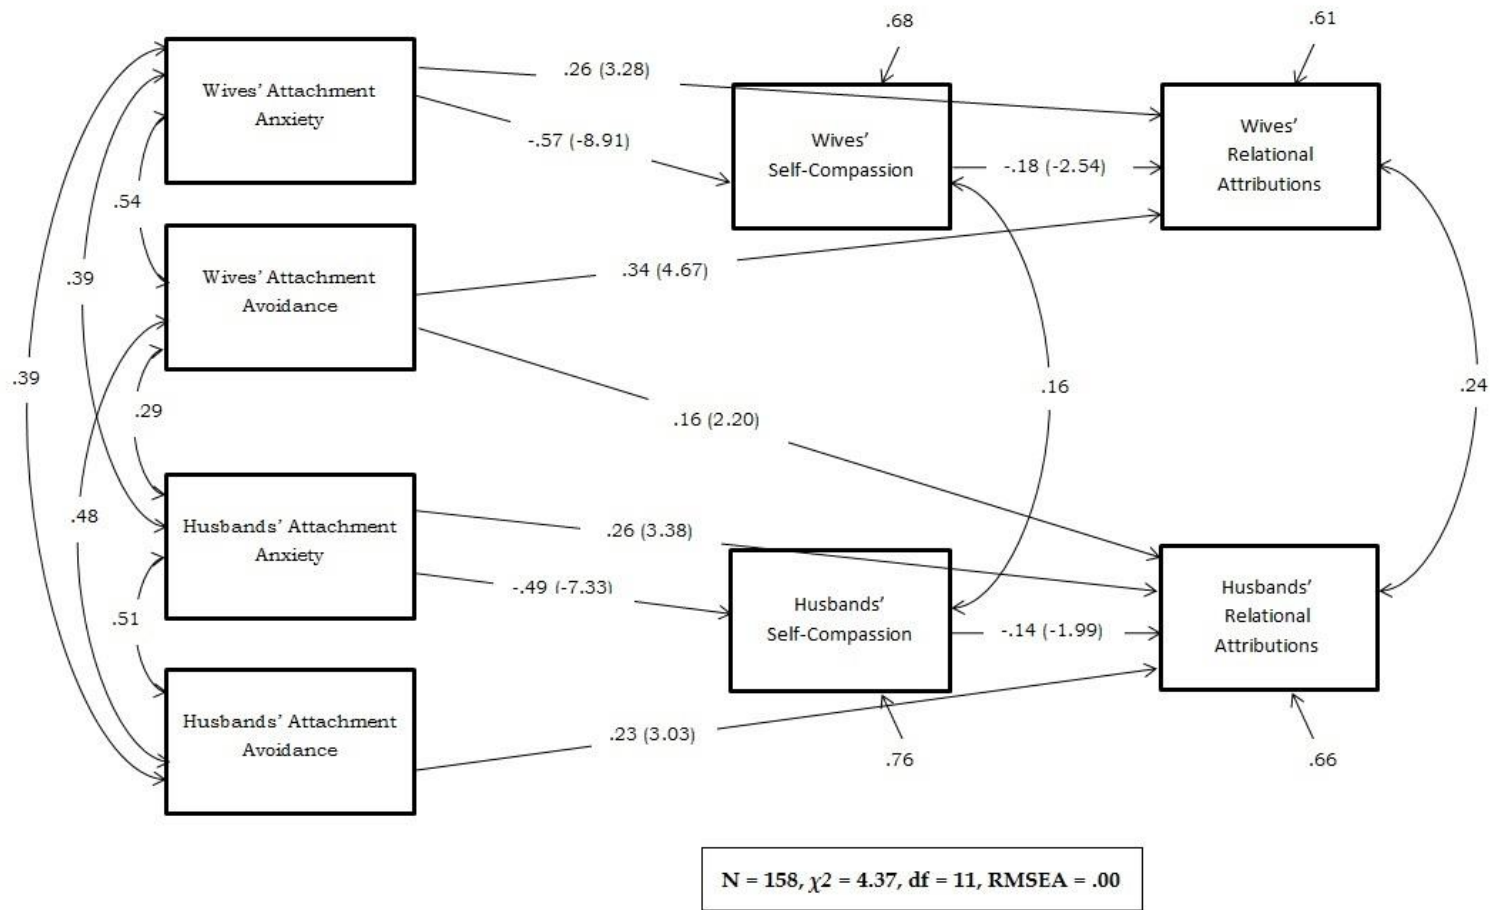 .68
.61
Wives' Attachment
Anxiety
.26 (3.28)
-.57 (-8.91)
Wives'
Self-Compassion
-.18 (-2.54)
Wives'
Relational
Attributions
.54
.39
Wives' Attachment
Avoidance
.34 (4.67)
.39
.29
.16 (2.20)
.16
.24
.48
Husbands' Attachment
Anxiety
.26 (3.38)
-.49 (-7.33)
Husbands'
Self-Compassion
-.14 (-1.99)
Husbands'
Relational
Attributions
.51
Husbands' Attachment
Avoidance
.23 (3.03)
.76
.66
N = 158, χ2 = 4.37, df = 11, RMSEA = .00